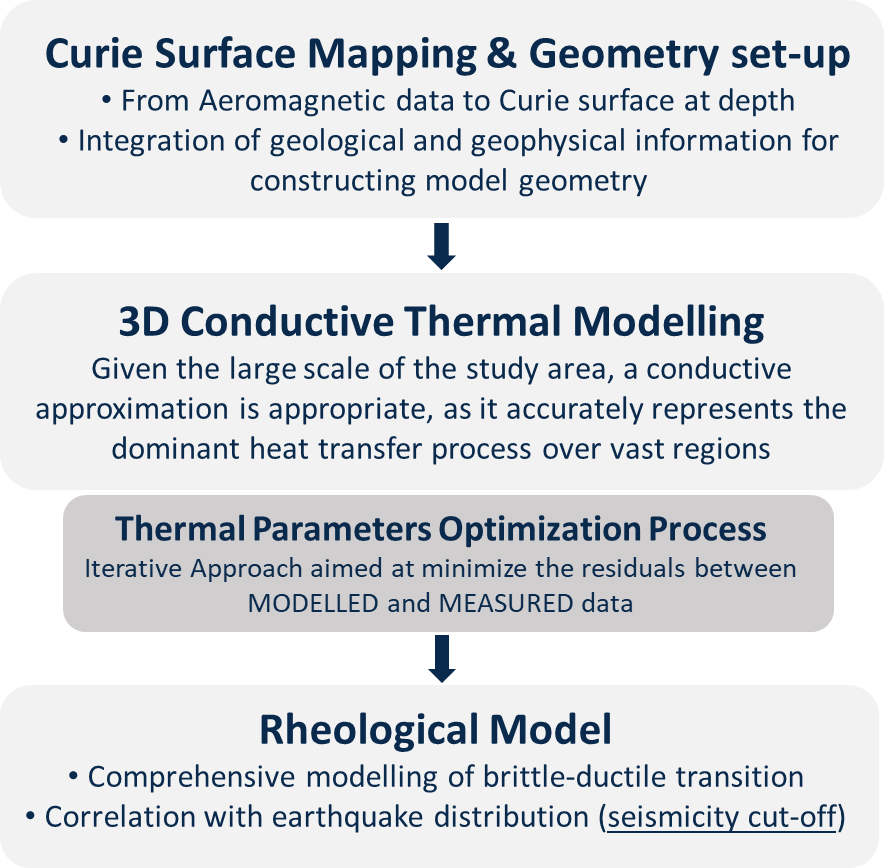 Curie Surface Mapping & Geometry set-up
• From Aeromagnetic data to Curie surface at depth
• Integration of geological and geophysical information for
constructing model geometry
3D Conductive Thermal Modelling
Given the large scale of the study area, a conductive
approximation is appropriate, as it accurately represents the
dominant heat transfer process over vast regions
Thermal Parameters Optimization Process
Iterative Approach aimed at minimize the residuals between
MODELLED and MEASURED data
Rheological Model
• Comprehensive modelling of brittle-ductile transition
• Correlation with earthquake distribution (seismicity cut-off)